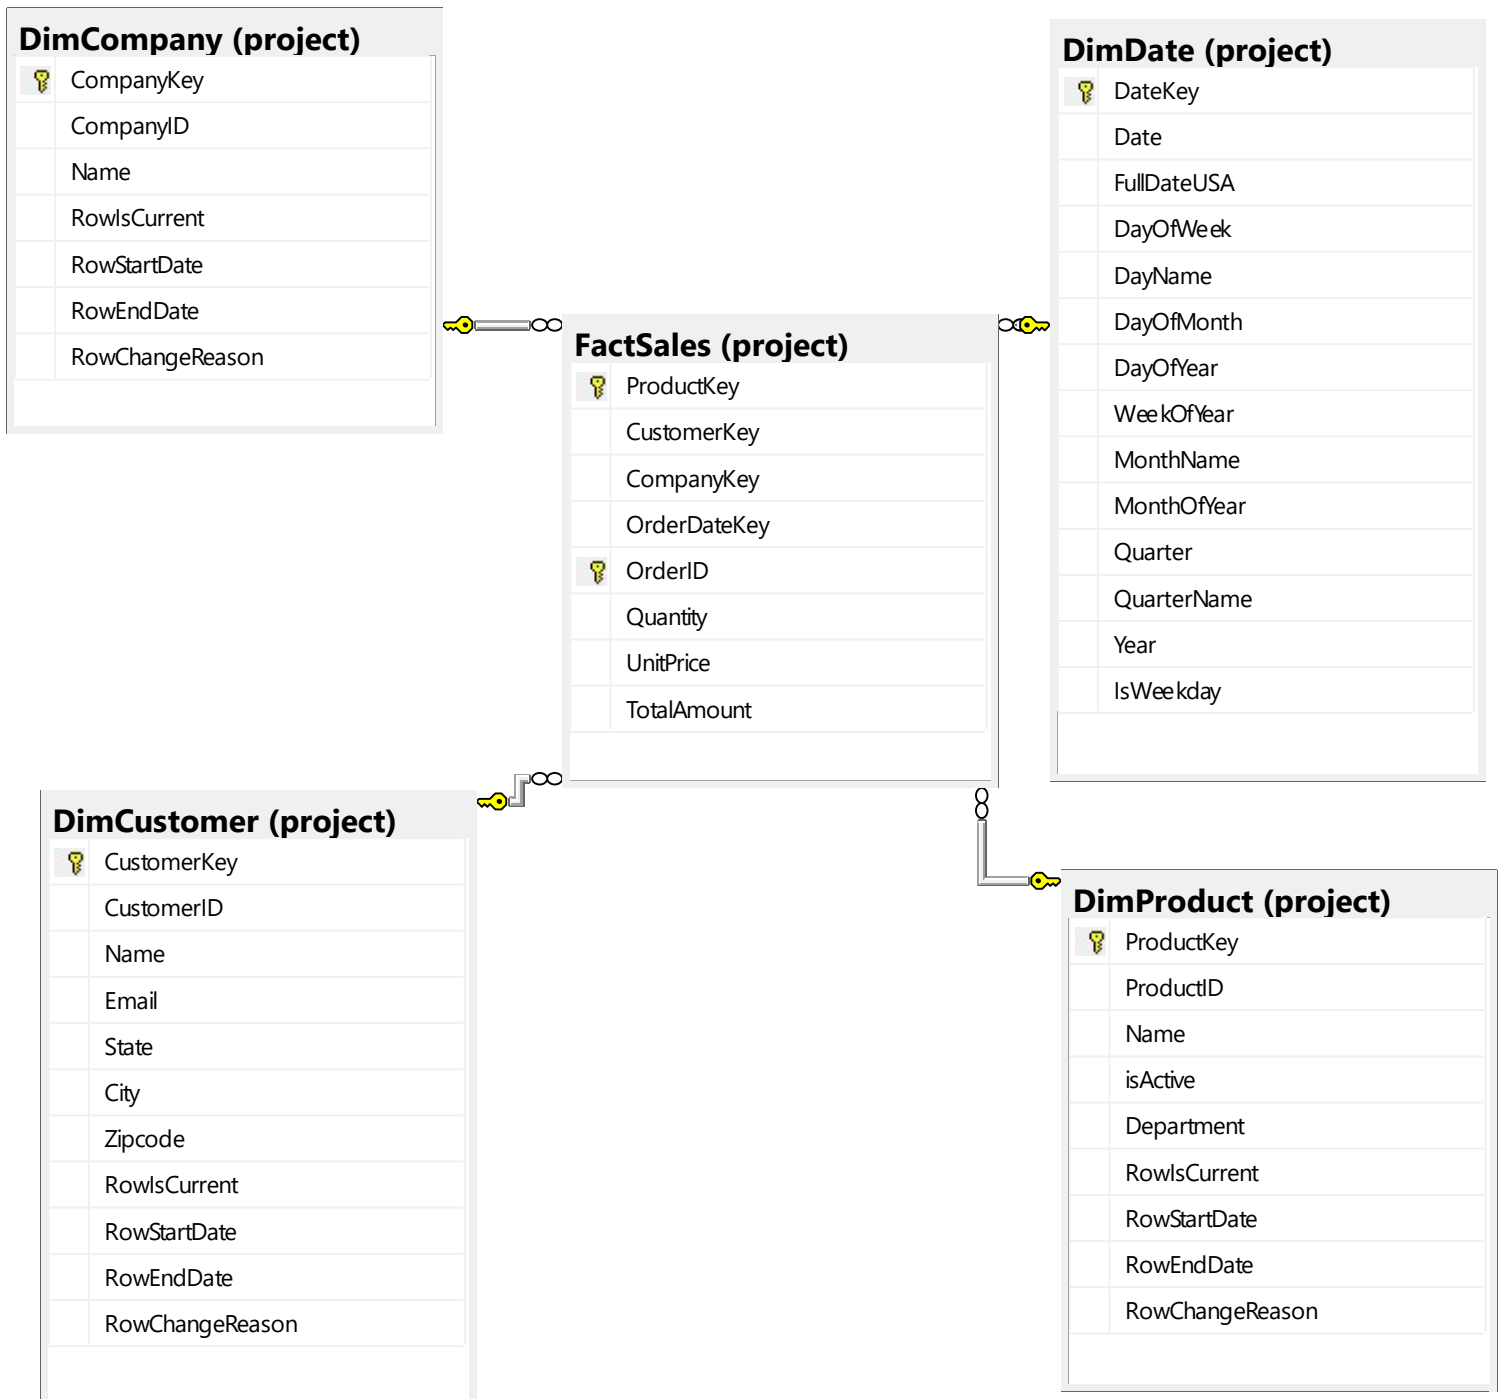 DimCompany (project)
CompanyKey
CompanyID
Name
RowIsCurrent
RowStartDate
RowEndDate
RowChangeReason
DimDate (project)
DateKey
Date
FullDateUSA
DayOfWeek
DayName
DayOfMonth
DayOfYear
WeekOfYear
MonthName
MonthOfYear
Quarter
QuarterName
Year
IsWeekday
FactSales (project)
ProductKey
CustomerKey
CompanyKey
OrderDateKey
OrderID
Quantity
UnitPrice
TotalAmount
DimCustomer (project)
CustomerKey
CustomerID
Name
Email
State
City
Zipcode
RowIsCurrent
RowStartDate
RowEndDate
RowChangeReason
DimProduct (project)
ProductKey
ProductID
Name
isActive
Department
RowIsCurrent
RowStartDate
RowEndDate
RowChangeReason